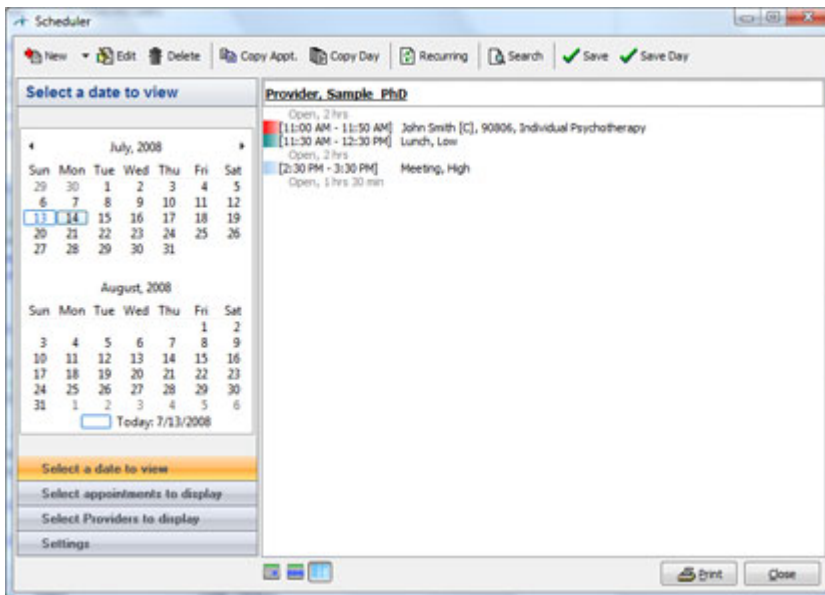 Scheduler
New Edit Delete Copy Appt. Copy Day Recurring Search Save Save Day
Select a date to view
July, 2008
Sun Mon Tue Wed Thu Fri Sat
29 30 1 2 3 4 5
6 7 8 9 10 11 12
13 14 15 16 17 18 19
20 21 22 23 24 25 26
27 28 29 30 31
August, 2008
Sun Mon Tue Wed Thu Fri Sat
1 2
3 4 5 6 7 8 9
10 11 12 13 14 15 16
17 18 19 20 21 22 23
24 25 26 27 28 29 30
31 1 2 3 4 5 6
Today: 7/13/2008
Select a date to view
Select appointments to display
Select Providers to display
Settings
Provider, Sample PhD
Open, 2 hrs
[11:00 AM - 11:50 AM] John Smith [C], 90806, Individual Psychotherapy
[11:30 AM - 12:30 PM] Lunch, Low
Open, 2 hrs
[2:30 PM - 3:30 PM] Meeting, High
Open, 1 hrs 30 min
Print Close